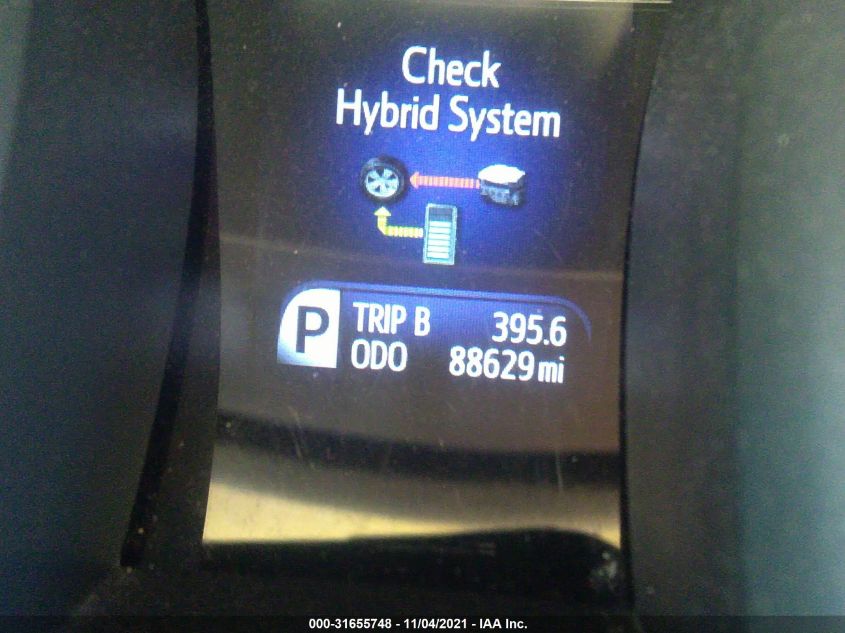 Check
Hybrid System
P TRIP B 395.6
ODO 88629 mi
000-31655748 - 11/04/2021 - IAA Inc.